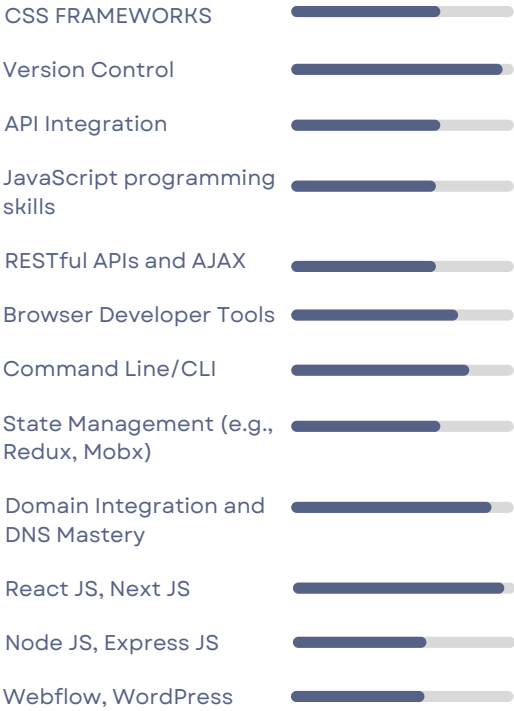 CSS FRAMEWORKS
Version Control
API Integration
JavaScript programming
skills
RESTful APIs and AJAX
Browser Developer Tools
Command Line/CLI
State Management (e.g.,
Redux, Mobx)
Domain Integration and
DNS Mastery
React JS, Next JS
Node JS, Express JS
Webflow, WordPress